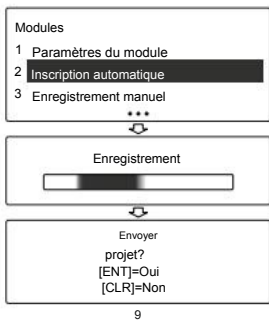 Modules
1 Paramètres du module
2 Inscription automatique
3 Enregistrement manuel
•••
Enregistrement
Envoyer
projet?
[ENT]=Oui
[CLR]=Non
9